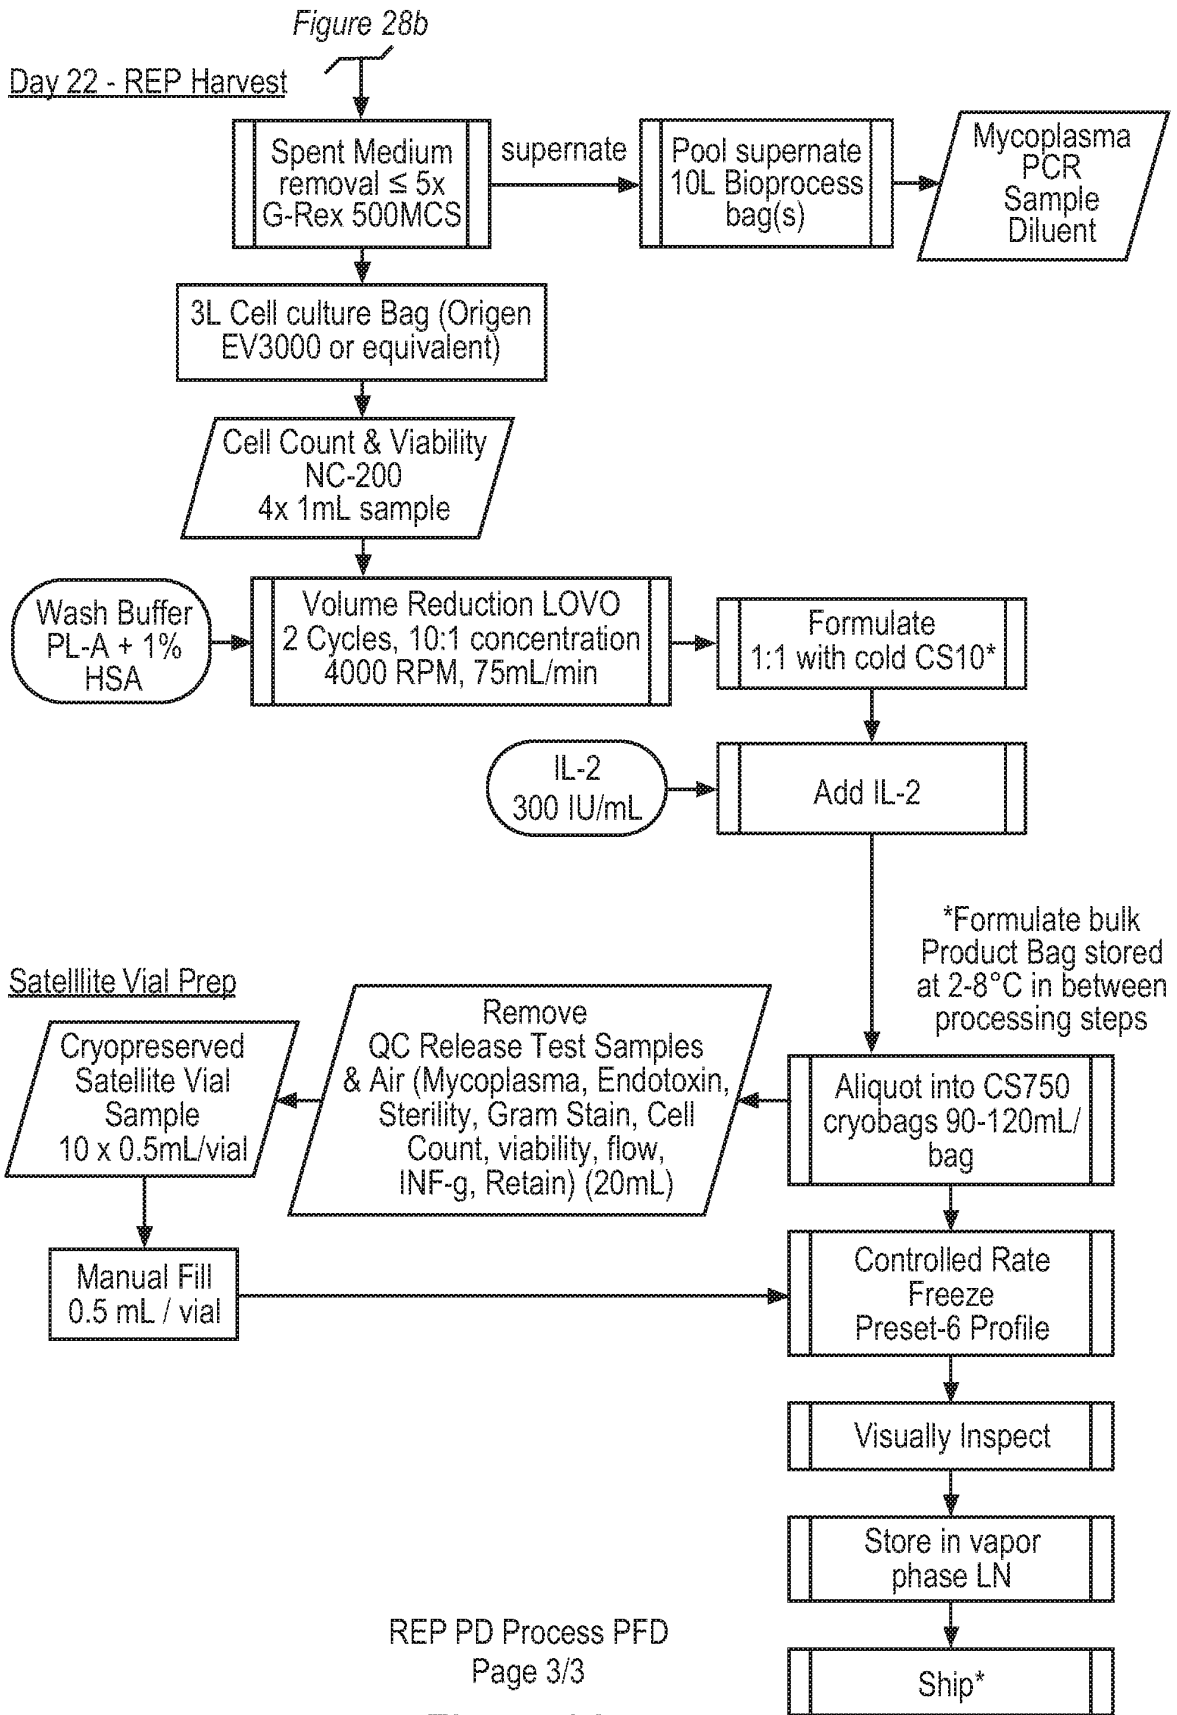 Figure 28b
Day 22 - REP Harvest
Spent Medium
removal ≤ 5x
G-Rex 500MCS
supernate
Pool supernate
10L Bioprocess
bag(s)
Mycoplasma
PCR
Sample
Diluent
3L Cell culture Bag (Origen
EV3000 or equivalent)
Cell Count & Viability
NC-200
4x 1mL sample
Wash Buffer
PL-A + 1%
HSA
Volume Reduction LOVO
2 Cycles, 10:1 concentration
4000 RPM, 75mL/min
Formulate
1:1 with cold CS10*
IL-2
300 IU/mL
Add IL-2
*Formulate bulk
Product Bag stored
at 2-8°C in between
processing steps
Satelllite Vial Prep
Cryopreserved
Satellite Vial
Sample
10 x 0.5mL/vial
Remove
QC Release Test Samples
& Air (Mycoplasma, Endotoxin,
Sterility, Gram Stain, Cell
Count, viability, flow,
INF-g, Retain) (20mL)
Aliquot into CS750
cryobags 90-120mL/
bag
Manual Fill
0.5 mL / vial
Controlled Rate
Freeze
Preset-6 Profile
Visually Inspect
Store in vapor
phase LN
REP PD Process PFD
Page 3/3
Ship*